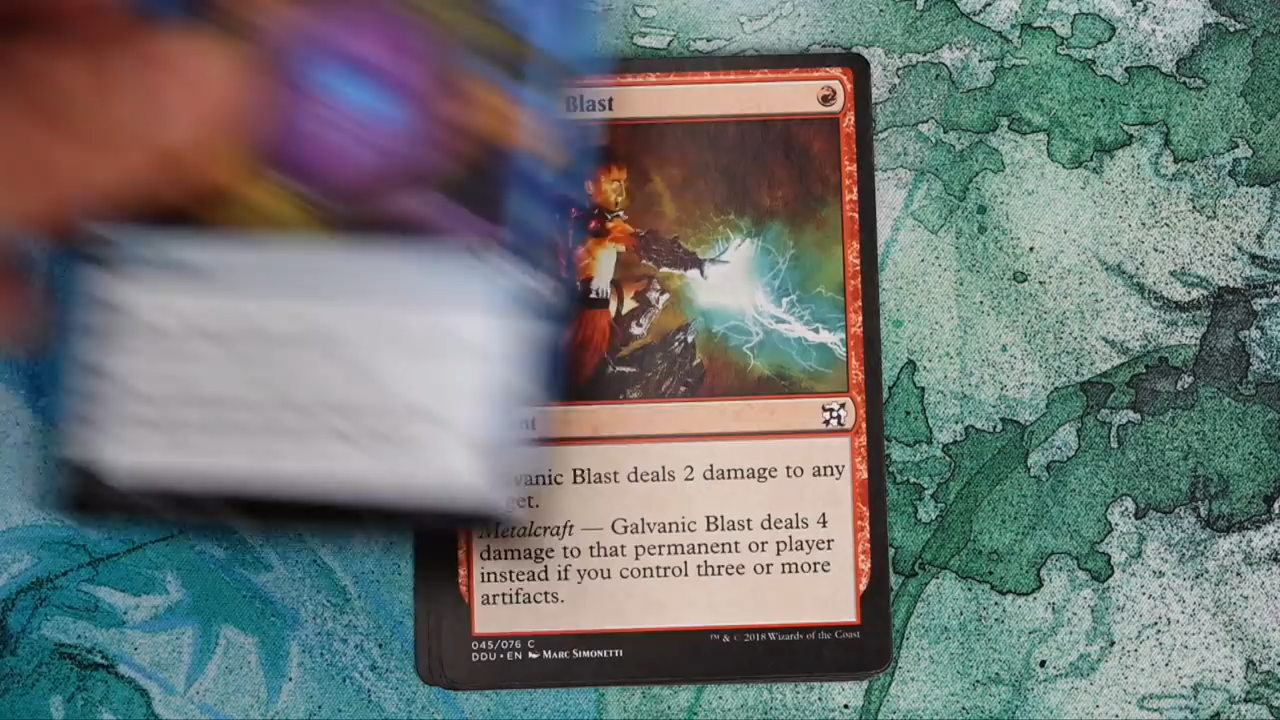 Blast
vanic Blast deals 2 damage to any
get.
Metalcraft — Galvanic Blast deals 4
damage to that permanent or player
instead if you control three or more
artifacts.
045/076 C
DDU • EN Marc Simonetti
™ & © 2018 Wizards of the Coast